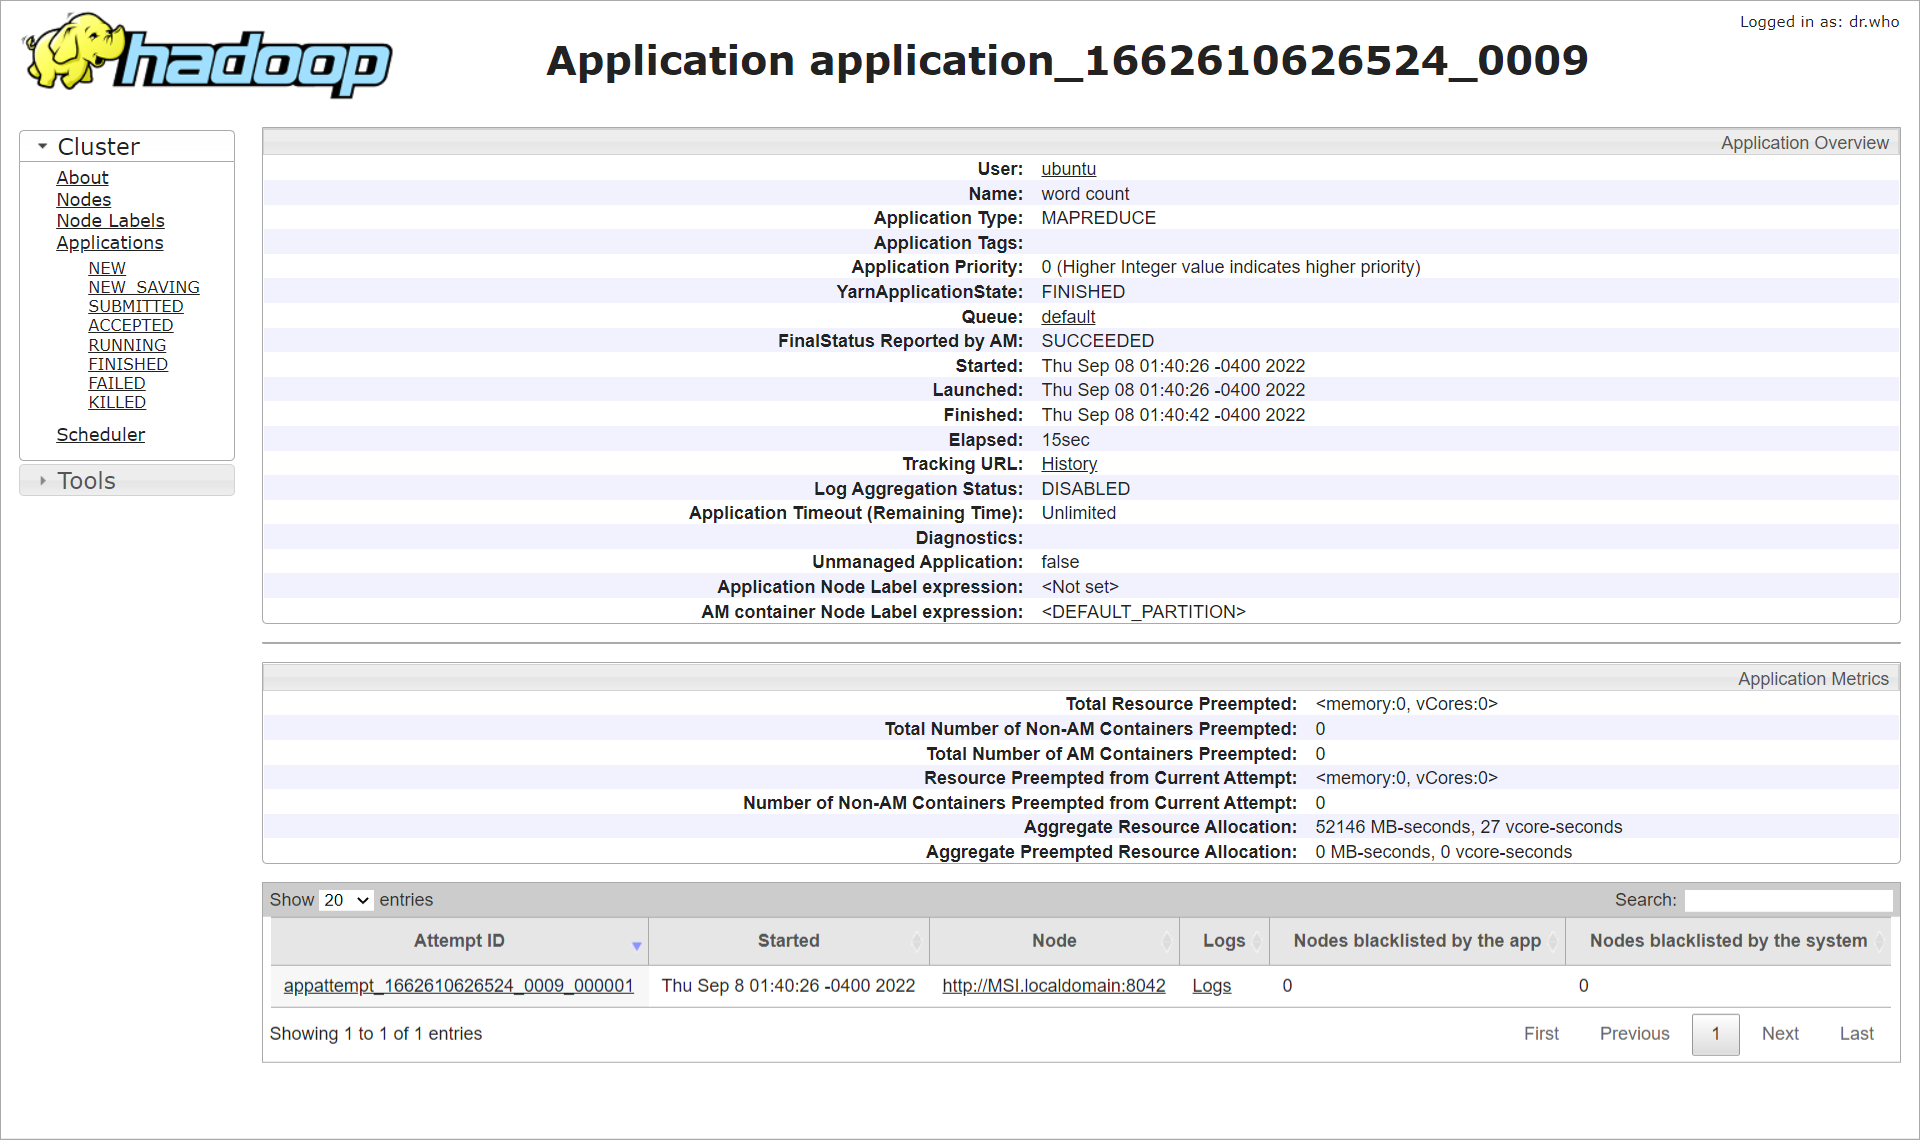 Logged in as: dr.who
hadoop
Application application_1662610626524_0009
Cluster
About
Nodes
Node Labels
Applications
NEW
NEW_SAVING
SUBMITTED
ACCEPTED
RUNNING
FINISHED
FAILED
KILLED
Scheduler
Tools
Application Overview
User: ubuntu
Name: word count
Application Type: MAPREDUCE
Application Tags:
Application Priority: 0 (Higher Integer value indicates higher priority)
YarnApplicationState: FINISHED
Queue: default
FinalStatus Reported by AM: SUCCEEDED
Started: Thu Sep 08 01:40:26 -0400 2022
Launched: Thu Sep 08 01:40:26 -0400 2022
Finished: Thu Sep 08 01:40:42 -0400 2022
Elapsed: 15sec
Tracking URL: History
Log Aggregation Status: DISABLED
Application Timeout (Remaining Time): Unlimited
Diagnostics:
Unmanaged Application: false
Application Node Label expression: <Not set>
AM container Node Label expression: <DEFAULT_PARTITION>
Application Metrics
Total Resource Preempted: <memory:0, vCores:0>
Total Number of Non-AM Containers Preempted: 0
Total Number of AM Containers Preempted: 0
Resource Preempted from Current Attempt: <memory:0, vCores:0>
Number of Non-AM Containers Preempted from Current Attempt: 0
Aggregate Resource Allocation: 52146 MB-seconds, 27 vcore-seconds
Aggregate Preempted Resource Allocation: 0 MB-seconds, 0 vcore-seconds
Show 20 entries Search:
Attempt ID Started Node Logs Nodes blacklisted by the app Nodes blacklisted by the system
appattempt_1662610626524_0009_000001 Thu Sep 8 01:40:26 -0400 2022 http://MSI.localdomain:8042 Logs 0 0
Showing 1 to 1 of 1 entries First Previous 1 Next Last